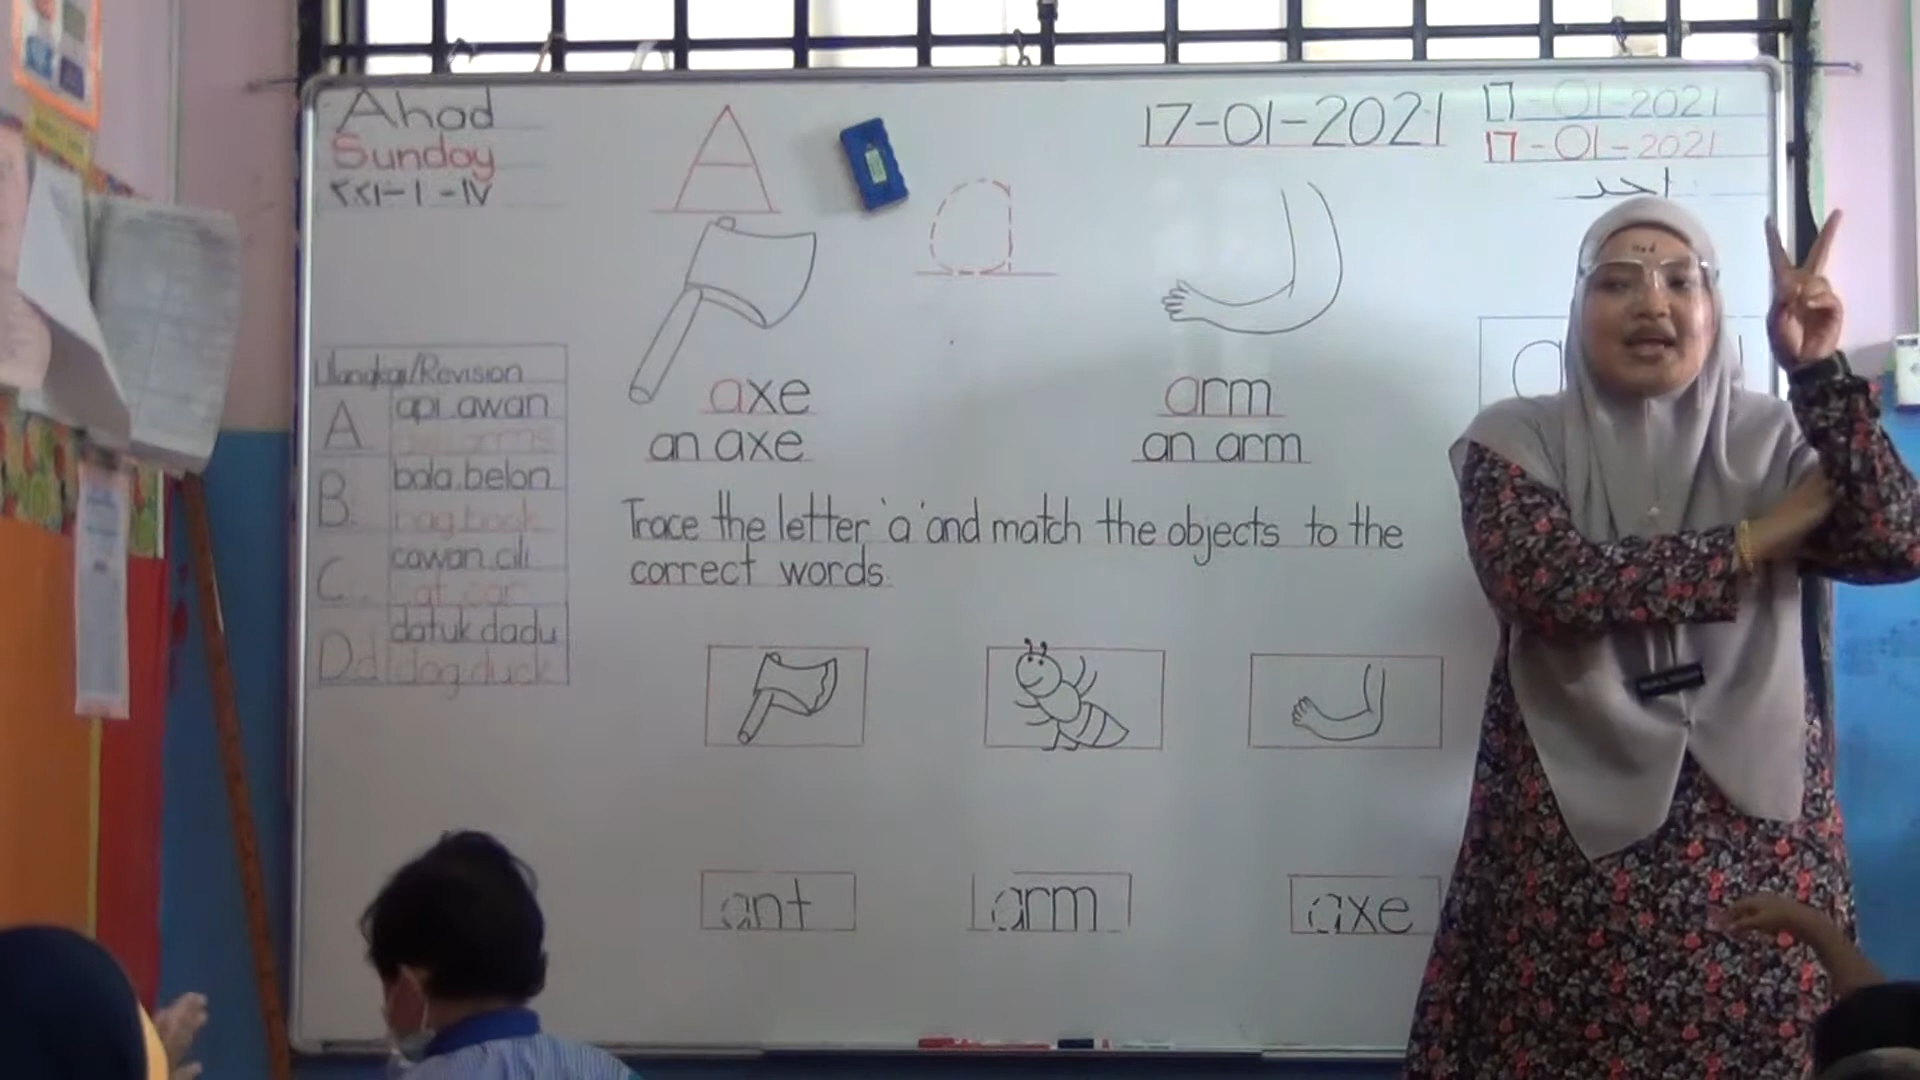 Ahad
Sunday
٢٠٢١-١-١٧
A
a
17-01-2021
17-01-2021
17-01-2021
احد
Ulangkaji/Revision
A
api awan
B
bola belon
bag book
C
cawan cili
cat car
Dd
datuk dadu
dog duck
axe
an axe
arm
an arm
Trace the letter 'a' and match the objects to the
correct words
ant
arm
axe